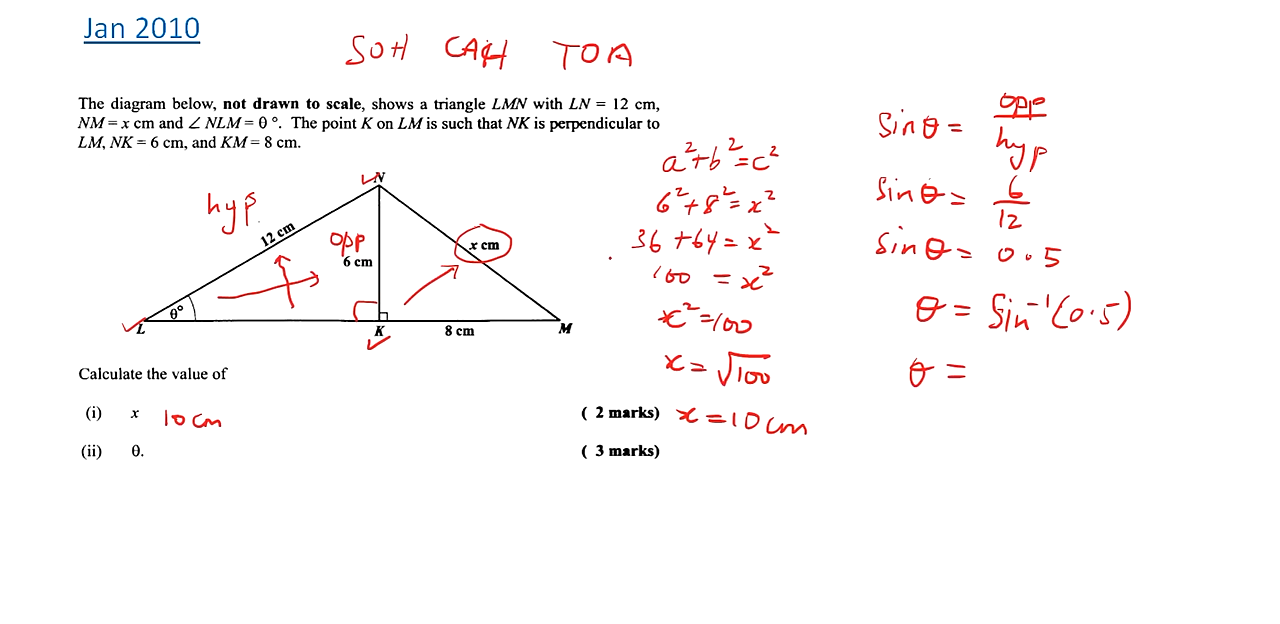 Jan 2010
SOH CAH TOA
The diagram below, not drawn to scale, shows a triangle LMN with LN = 12 cm,
NM = x cm and ∠ NLM = θ °. The point K on LM is such that NK is perpendicular to
LM, NK = 6 cm, and KM = 8 cm.
N
hyp.
12 cm
opp
6 cm
x cm
θ°
L
K
8 cm
M
Calculate the value of
(i) x 10 cm ( 2 marks)
(ii) θ. ( 3 marks)
a²+b²=c²
6²+8²=x²
36+64=x²
100 = x²
x²=100
x=√100
x=10cm
Sinθ= opp/hyp
Sinθ= 6/12
Sinθ= 0.5
θ = Sin⁻¹(0.5)
θ =